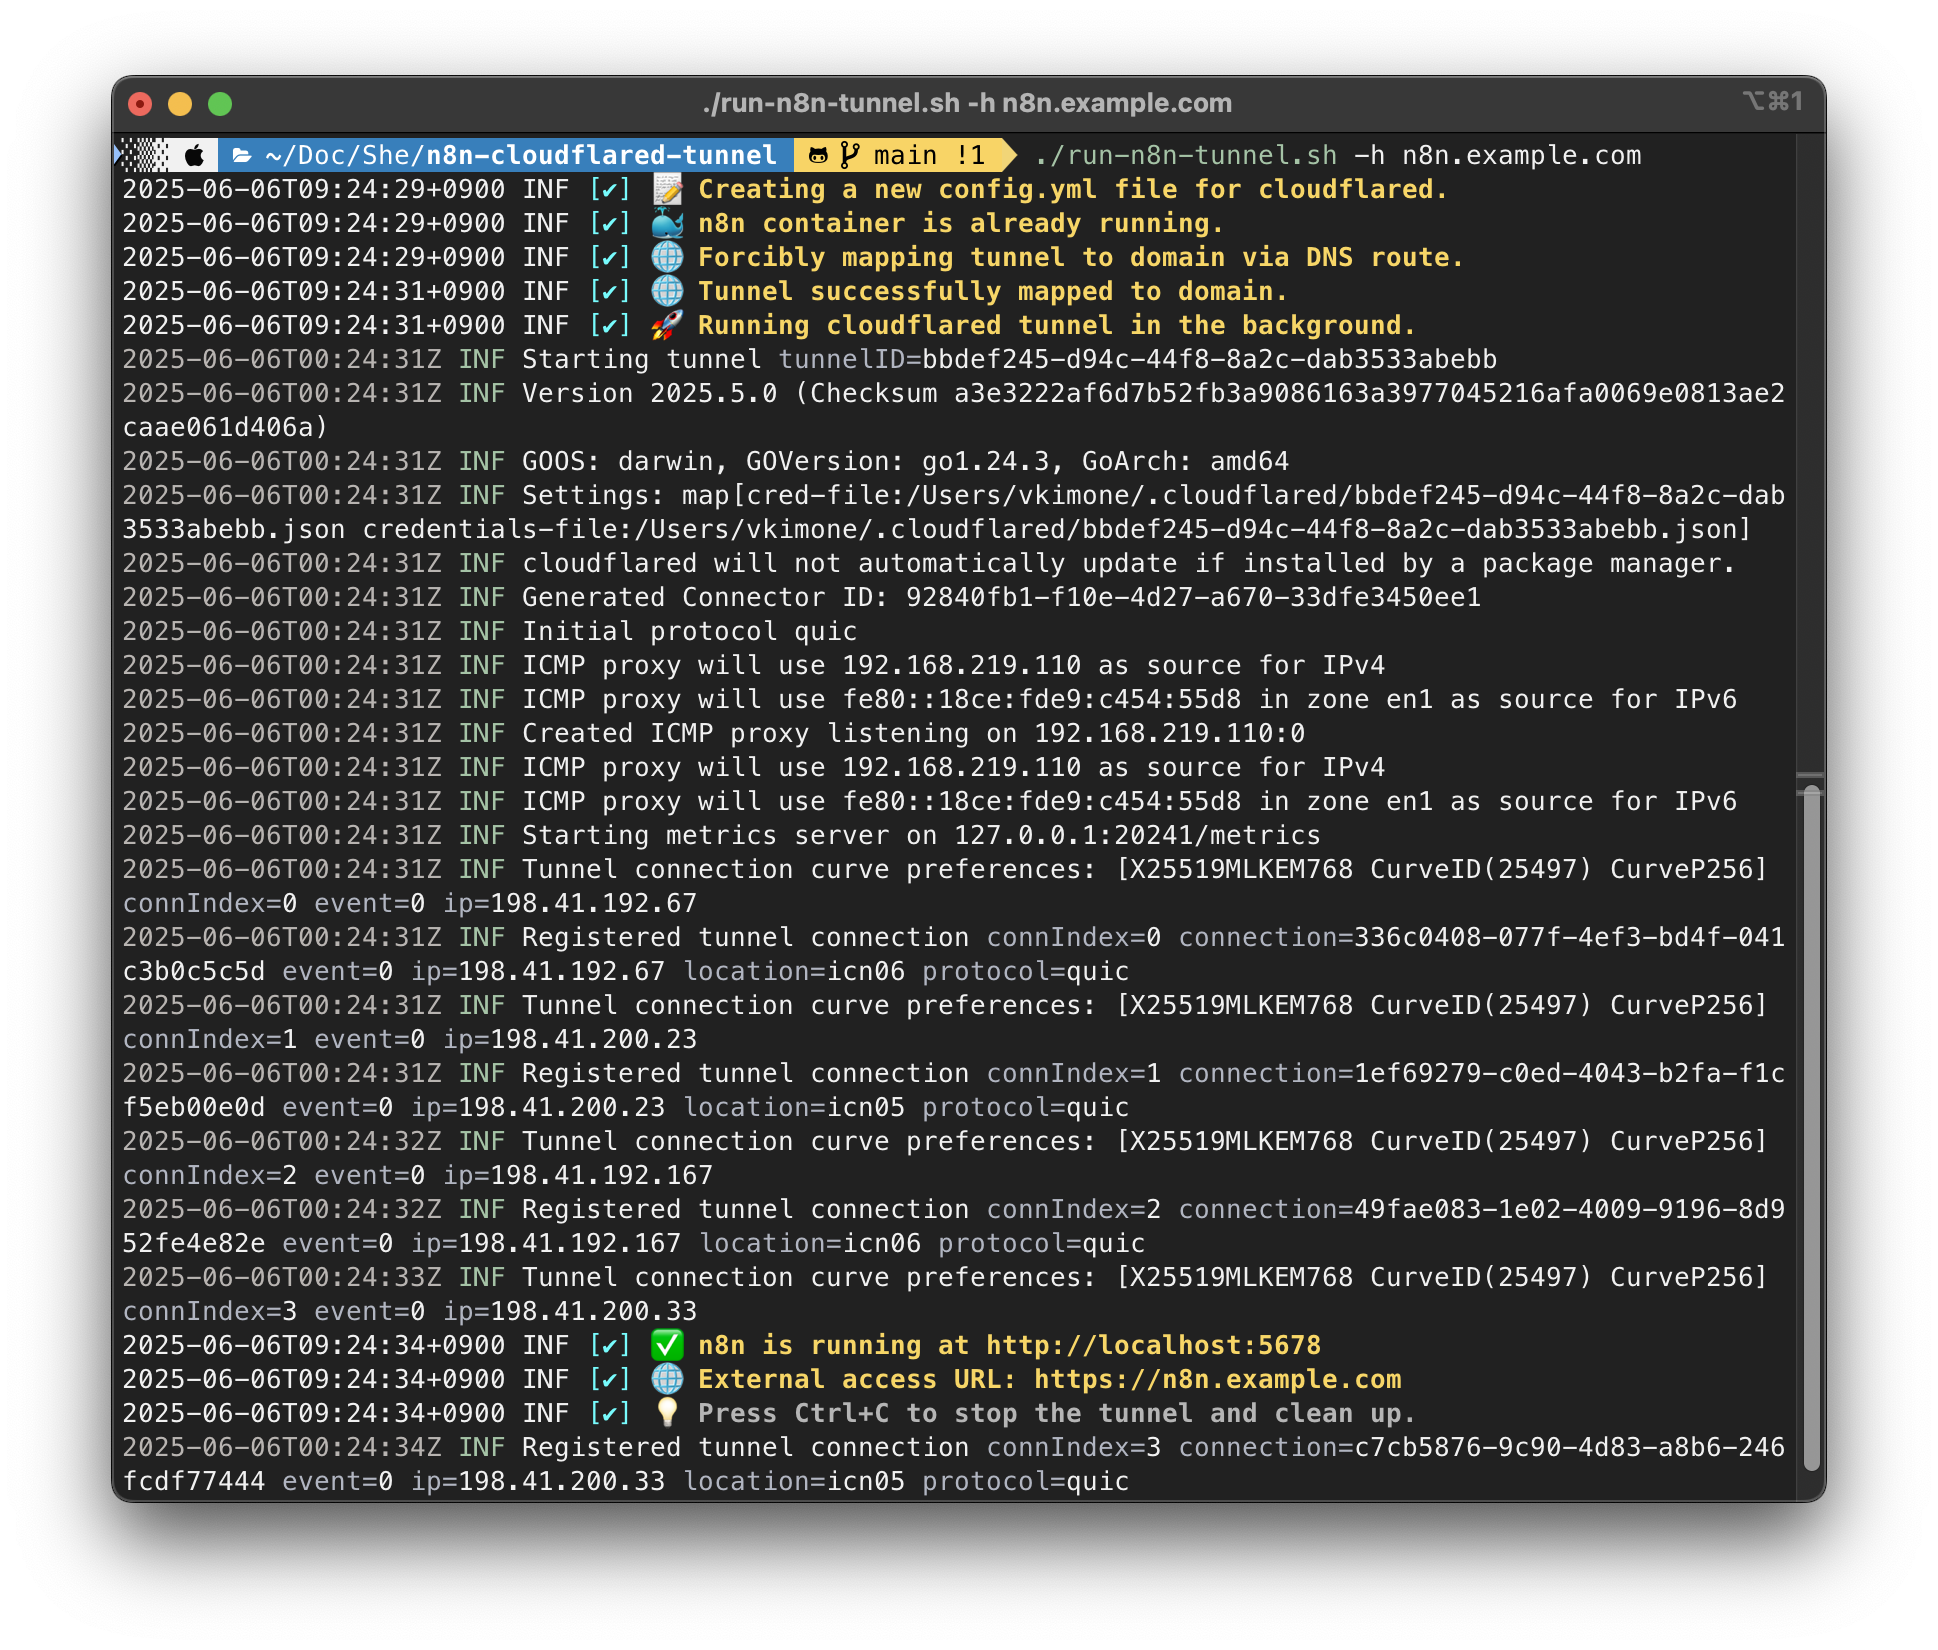 ./run-n8n-tunnel.sh -h n8n.example.com ⌥⌘1
~/Doc/She/n8n-cloudflared-tunnel main !1 ./run-n8n-tunnel.sh -h n8n.example.com
2025-06-06T09:24:29+0900 INF [✔] 📝 Creating a new config.yml file for cloudflared.
2025-06-06T09:24:29+0900 INF [✔] 🐳 n8n container is already running.
2025-06-06T09:24:29+0900 INF [✔] 🌐 Forcibly mapping tunnel to domain via DNS route.
2025-06-06T09:24:31+0900 INF [✔] 🌐 Tunnel successfully mapped to domain.
2025-06-06T09:24:31+0900 INF [✔] 🚀 Running cloudflared tunnel in the background.
2025-06-06T00:24:31Z INF Starting tunnel tunnelID=bbdef245-d94c-44f8-8a2c-dab3533abebb
2025-06-06T00:24:31Z INF Version 2025.5.0 (Checksum a3e3222af6d7b52fb3a9086163a3977045216afa0069e0813ae2
caae061d406a)
2025-06-06T00:24:31Z INF GOOS: darwin, GOVersion: go1.24.3, GoArch: amd64
2025-06-06T00:24:31Z INF Settings: map[cred-file:/Users/vkimone/.cloudflared/bbdef245-d94c-44f8-8a2c-dab
3533abebb.json credentials-file:/Users/vkimone/.cloudflared/bbdef245-d94c-44f8-8a2c-dab3533abebb.json]
2025-06-06T00:24:31Z INF cloudflared will not automatically update if installed by a package manager.
2025-06-06T00:24:31Z INF Generated Connector ID: 92840fb1-f10e-4d27-a670-33dfe3450ee1
2025-06-06T00:24:31Z INF Initial protocol quic
2025-06-06T00:24:31Z INF ICMP proxy will use 192.168.219.110 as source for IPv4
2025-06-06T00:24:31Z INF ICMP proxy will use fe80::18ce:fde9:c454:55d8 in zone en1 as source for IPv6
2025-06-06T00:24:31Z INF Created ICMP proxy listening on 192.168.219.110:0
2025-06-06T00:24:31Z INF ICMP proxy will use 192.168.219.110 as source for IPv4
2025-06-06T00:24:31Z INF ICMP proxy will use fe80::18ce:fde9:c454:55d8 in zone en1 as source for IPv6
2025-06-06T00:24:31Z INF Starting metrics server on 127.0.0.1:20241/metrics
2025-06-06T00:24:31Z INF Tunnel connection curve preferences: [X25519MLKEM768 CurveID(25497) CurveP256]
connIndex=0 event=0 ip=198.41.192.67
2025-06-06T00:24:31Z INF Registered tunnel connection connIndex=0 connection=336c0408-077f-4ef3-bd4f-041
c3b0c5c5d event=0 ip=198.41.192.67 location=icn06 protocol=quic
2025-06-06T00:24:31Z INF Tunnel connection curve preferences: [X25519MLKEM768 CurveID(25497) CurveP256]
connIndex=1 event=0 ip=198.41.200.23
2025-06-06T00:24:31Z INF Registered tunnel connection connIndex=1 connection=1ef69279-c0ed-4043-b2fa-f1c
f5eb00e0d event=0 ip=198.41.200.23 location=icn05 protocol=quic
2025-06-06T00:24:32Z INF Tunnel connection curve preferences: [X25519MLKEM768 CurveID(25497) CurveP256]
connIndex=2 event=0 ip=198.41.192.167
2025-06-06T00:24:32Z INF Registered tunnel connection connIndex=2 connection=49fae083-1e02-4009-9196-8d9
52fe4e82e event=0 ip=198.41.192.167 location=icn06 protocol=quic
2025-06-06T00:24:33Z INF Tunnel connection curve preferences: [X25519MLKEM768 CurveID(25497) CurveP256]
connIndex=3 event=0 ip=198.41.200.33
2025-06-06T09:24:34+0900 INF [✔] ✅ n8n is running at http://localhost:5678
2025-06-06T09:24:34+0900 INF [✔] 🌐 External access URL: https://n8n.example.com
2025-06-06T09:24:34+0900 INF [✔] 💡 Press Ctrl+C to stop the tunnel and clean up.
2025-06-06T00:24:34Z INF Registered tunnel connection connIndex=3 connection=c7cb5876-9c90-4d83-a8b6-246
fcdf77444 event=0 ip=198.41.200.33 location=icn05 protocol=quic